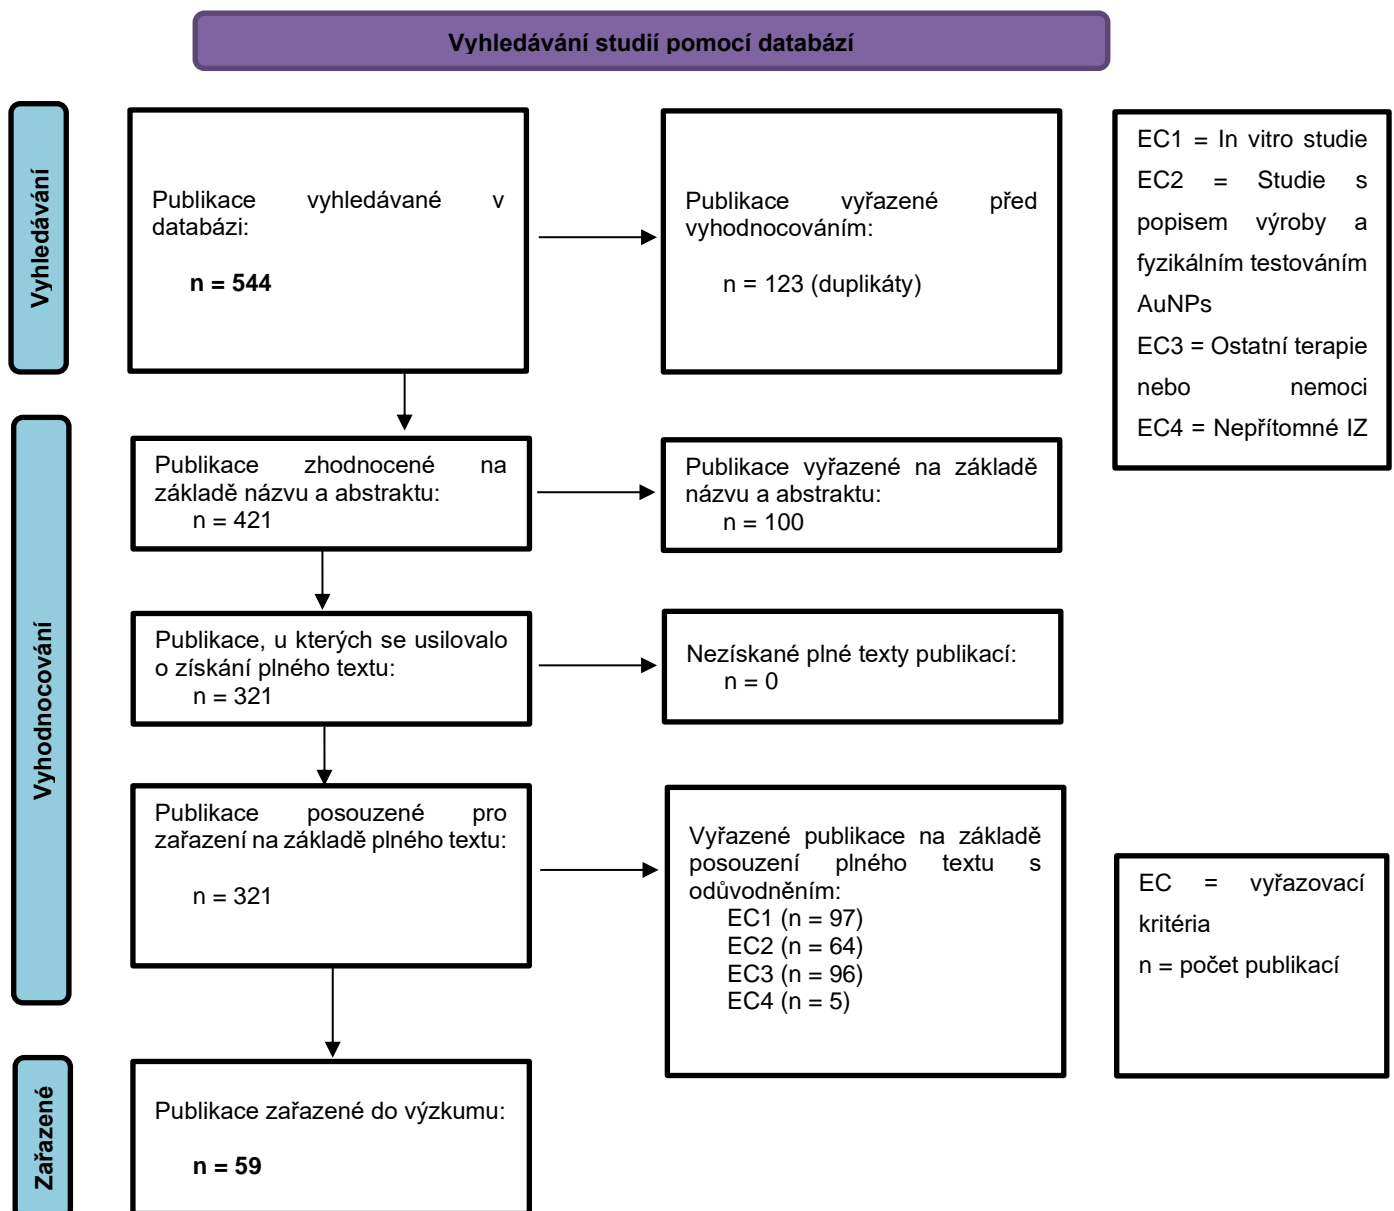 Vyhledávání studií pomocí databází
Vyhledávání
Publikace vyhledávané v
databázi:
n = 544
Publikace vyřazené před
vyhodnocováním:
n = 123 (duplikáty)
EC1 = In vitro studie
EC2 = Studie s
popisem výroby a
fyzikálním testováním
AuNPs
EC3 = Ostatní terapie
nebo nemoci
EC4 = Nepřítomné IZ
Vyhodnocování
Publikace zhodnocené na
základě názvu a abstraktu:
n = 421
Publikace vyřazené na základě
názvu a abstraktu:
n = 100
Publikace, u kterých se usilovalo
o získání plného textu:
n = 321
Nezískané plné texty publikací:
n = 0
Publikace posouzené pro
zařazení na základě plného textu:
n = 321
Vyřazené publikace na základě
posouzení plného textu s
odůvodněním:
EC1 (n = 97)
EC2 (n = 64)
EC3 (n = 96)
EC4 (n = 5)
EC = vyřazovací
kritéria
n = počet publikací
Zařazené
Publikace zařazené do výzkumu:
n = 59